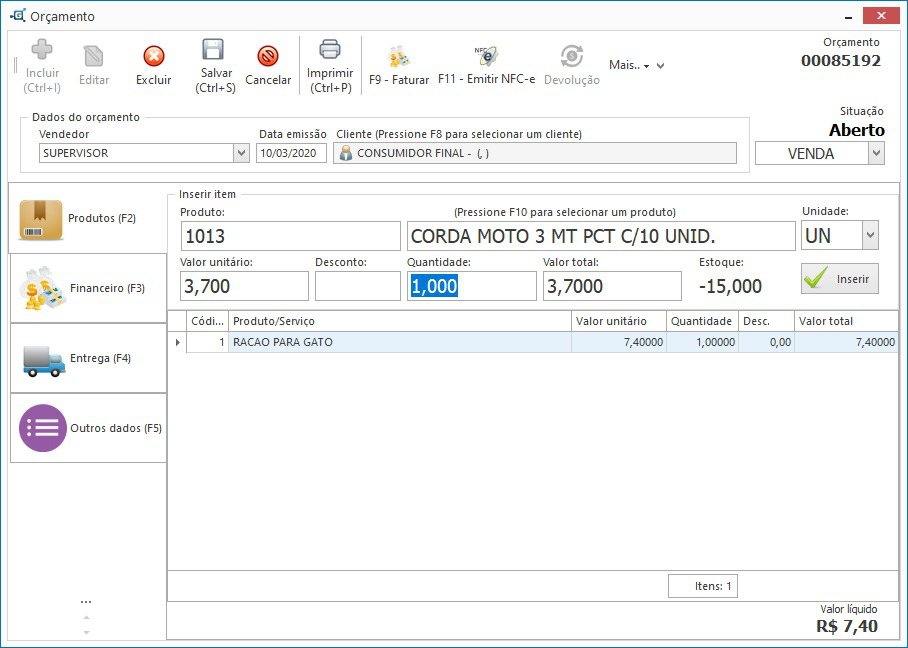 Orçamento
Incluir
(Ctrl+I)
Editar
Excluir
Salvar
(Ctrl+S)
Cancelar
Imprimir
(Ctrl+P)
F9 - Faturar
NFC
F11 - Emitir NFC-e
Devolução
Mais..
Orçamento
00085192
Situação
Aberto
VENDA
Dados do orçamento
Vendedor
Data emissão
Cliente (Pressione F8 para selecionar um cliente)
SUPERVISOR
10/03/2020
CONSUMIDOR FINAL - (, )
Produtos (F2)
Financeiro (F3)
Entrega (F4)
Outros dados (F5)
...
Inserir item
Produto:
(Pressione F10 para selecionar um produto)
Unidade:
1013
CORDA MOTO 3 MT PCT C/10 UNID.
UN
Valor unitário:
Desconto:
Quantidade:
Valor total:
Estoque:
3,700
1,000
3,7000
-15,000
Inserir
Códi... Produto/Serviço Valor unitário Quantidade Desc. Valor total
1 RACAO PARA GATO 7,40000 1,00000 0,00 7,40000
Itens: 1
Valor líquido
R$ 7,40